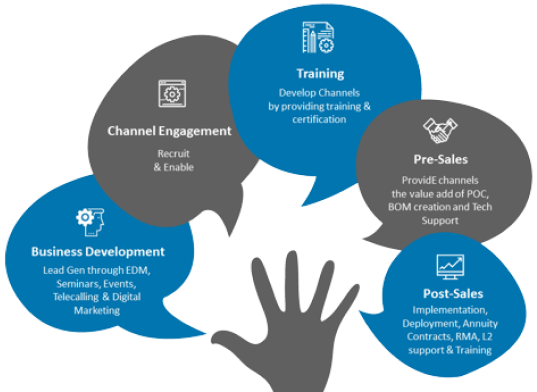 Training
Develop Channels
by providing training &
certification
Channel Engagement
Recruit
& Enable
Pre-Sales
ProvidE channels
the value add of POC,
BOM creation and Tech
Support
Business Development
Lead Gen through EDM,
Seminars, Events,
Telecalling & Digital
Marketing
Post-Sales
Implementation,
Deployment, Annuity
Contracts, RMA, L2
support & Training